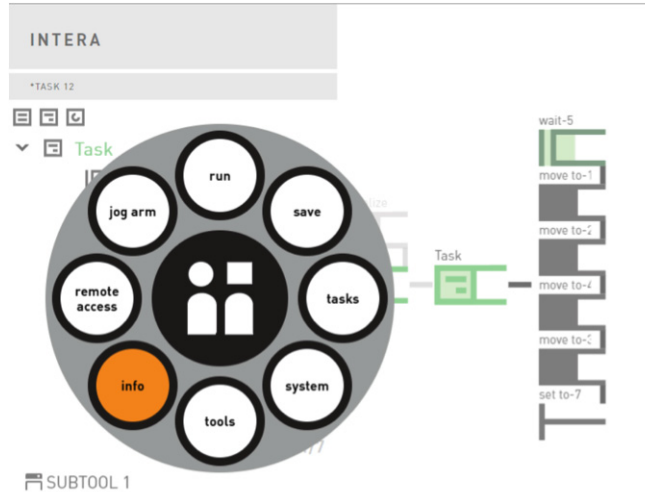 INTERA
*TASK 12
Task
run
jog arm
save
remote
access
tasks
info
system
tools
Task
wait-5
move to-1
move to-2
move to-4
move to-3
set to-7
SUBTOOL 1